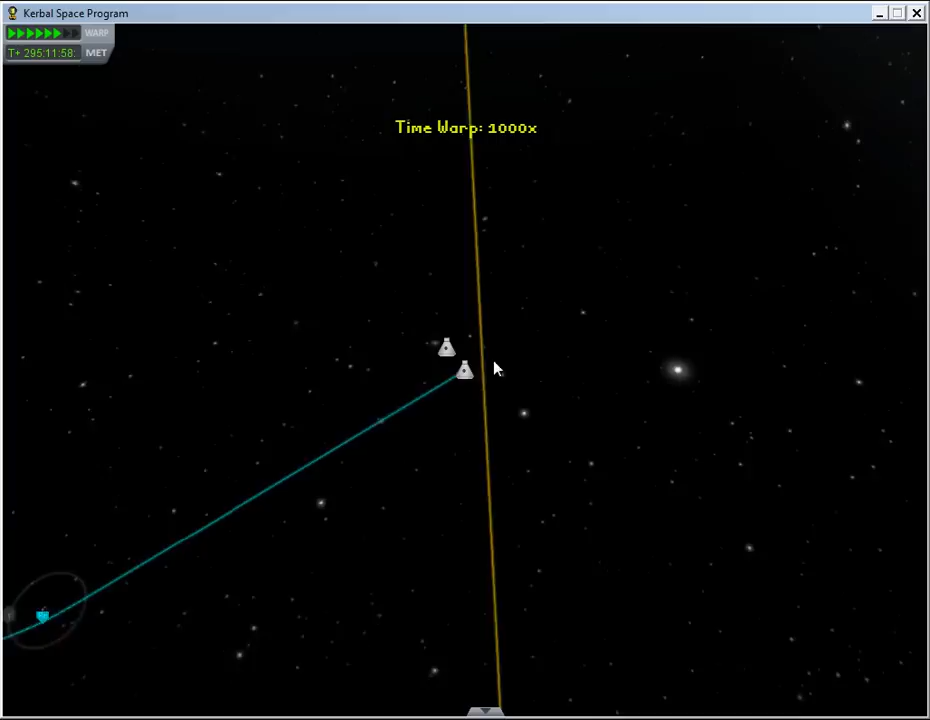 Kerbal Space Program
WARP
T+ 295:11:58:
MET
Time Warp: 1000x